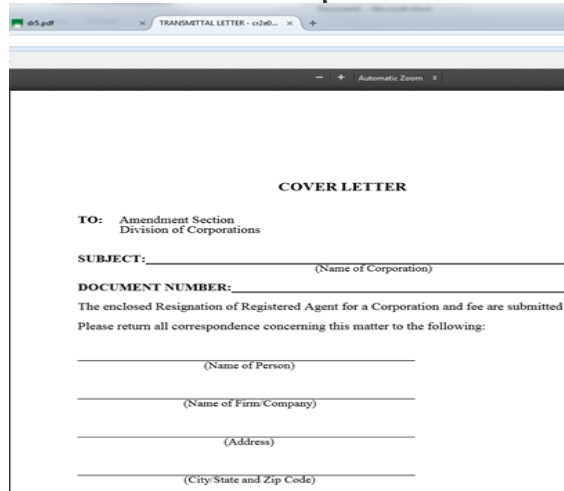 dr5.pdf
TRANSMITTAL LETTER - cr2e0...
Automatic Zoom
COVER LETTER
TO: Amendment Section
Division of Corporations
SUBJECT:
(Name of Corporation)
DOCUMENT NUMBER:
The enclosed Resignation of Registered Agent for a Corporation and fee are submitted
Please return all correspondence concerning this matter to the following:
(Name of Person)
(Name of Firm/Company)
(Address)
(City/State and Zip Code)